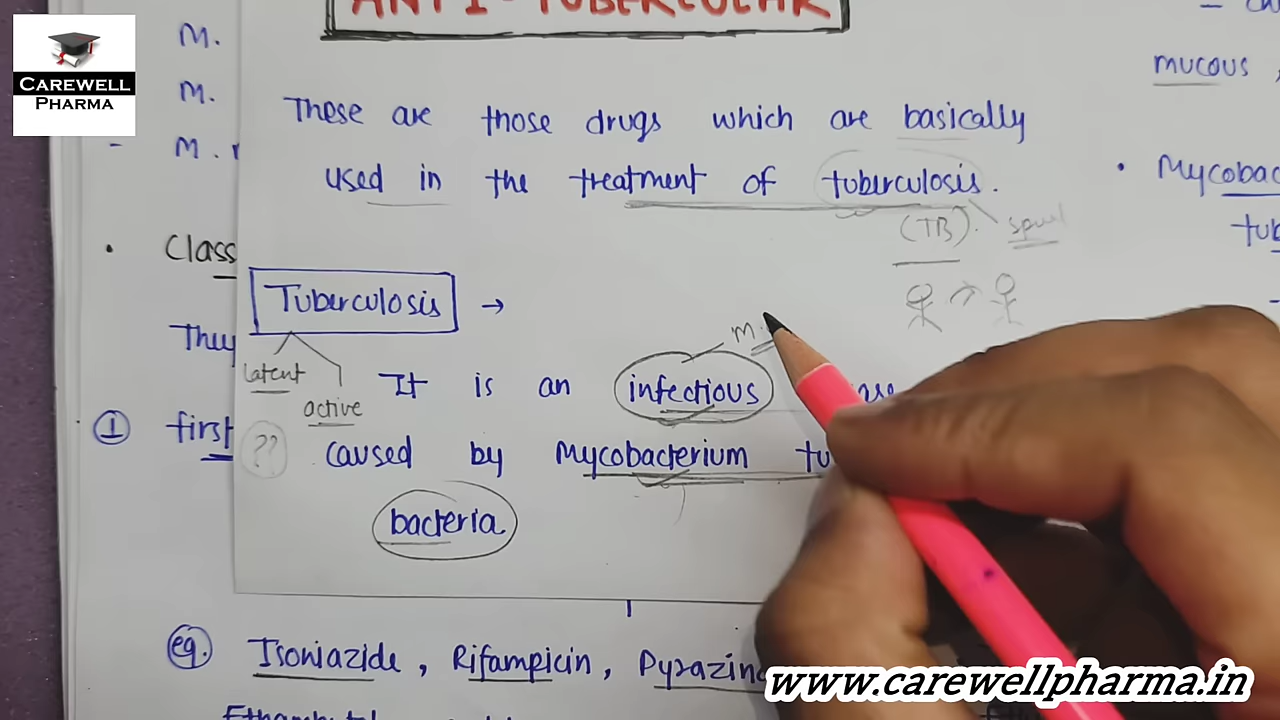 ANTI-TUBERCULAR
CAREWELL
PHARMA
M.
M.
M.
mucous
These are those drugs which are basically
used in the treatment of tuberculosis.
(TB)
• Mycobac
tub
• Class
Tuberculosis →
They
latent
active
M.
It is an infectious
① first
??
caused by Mycobacterium tu
bacteria
eg. Isoniazide, Rifampicin, Pyrazina
www.carewellpharma.in